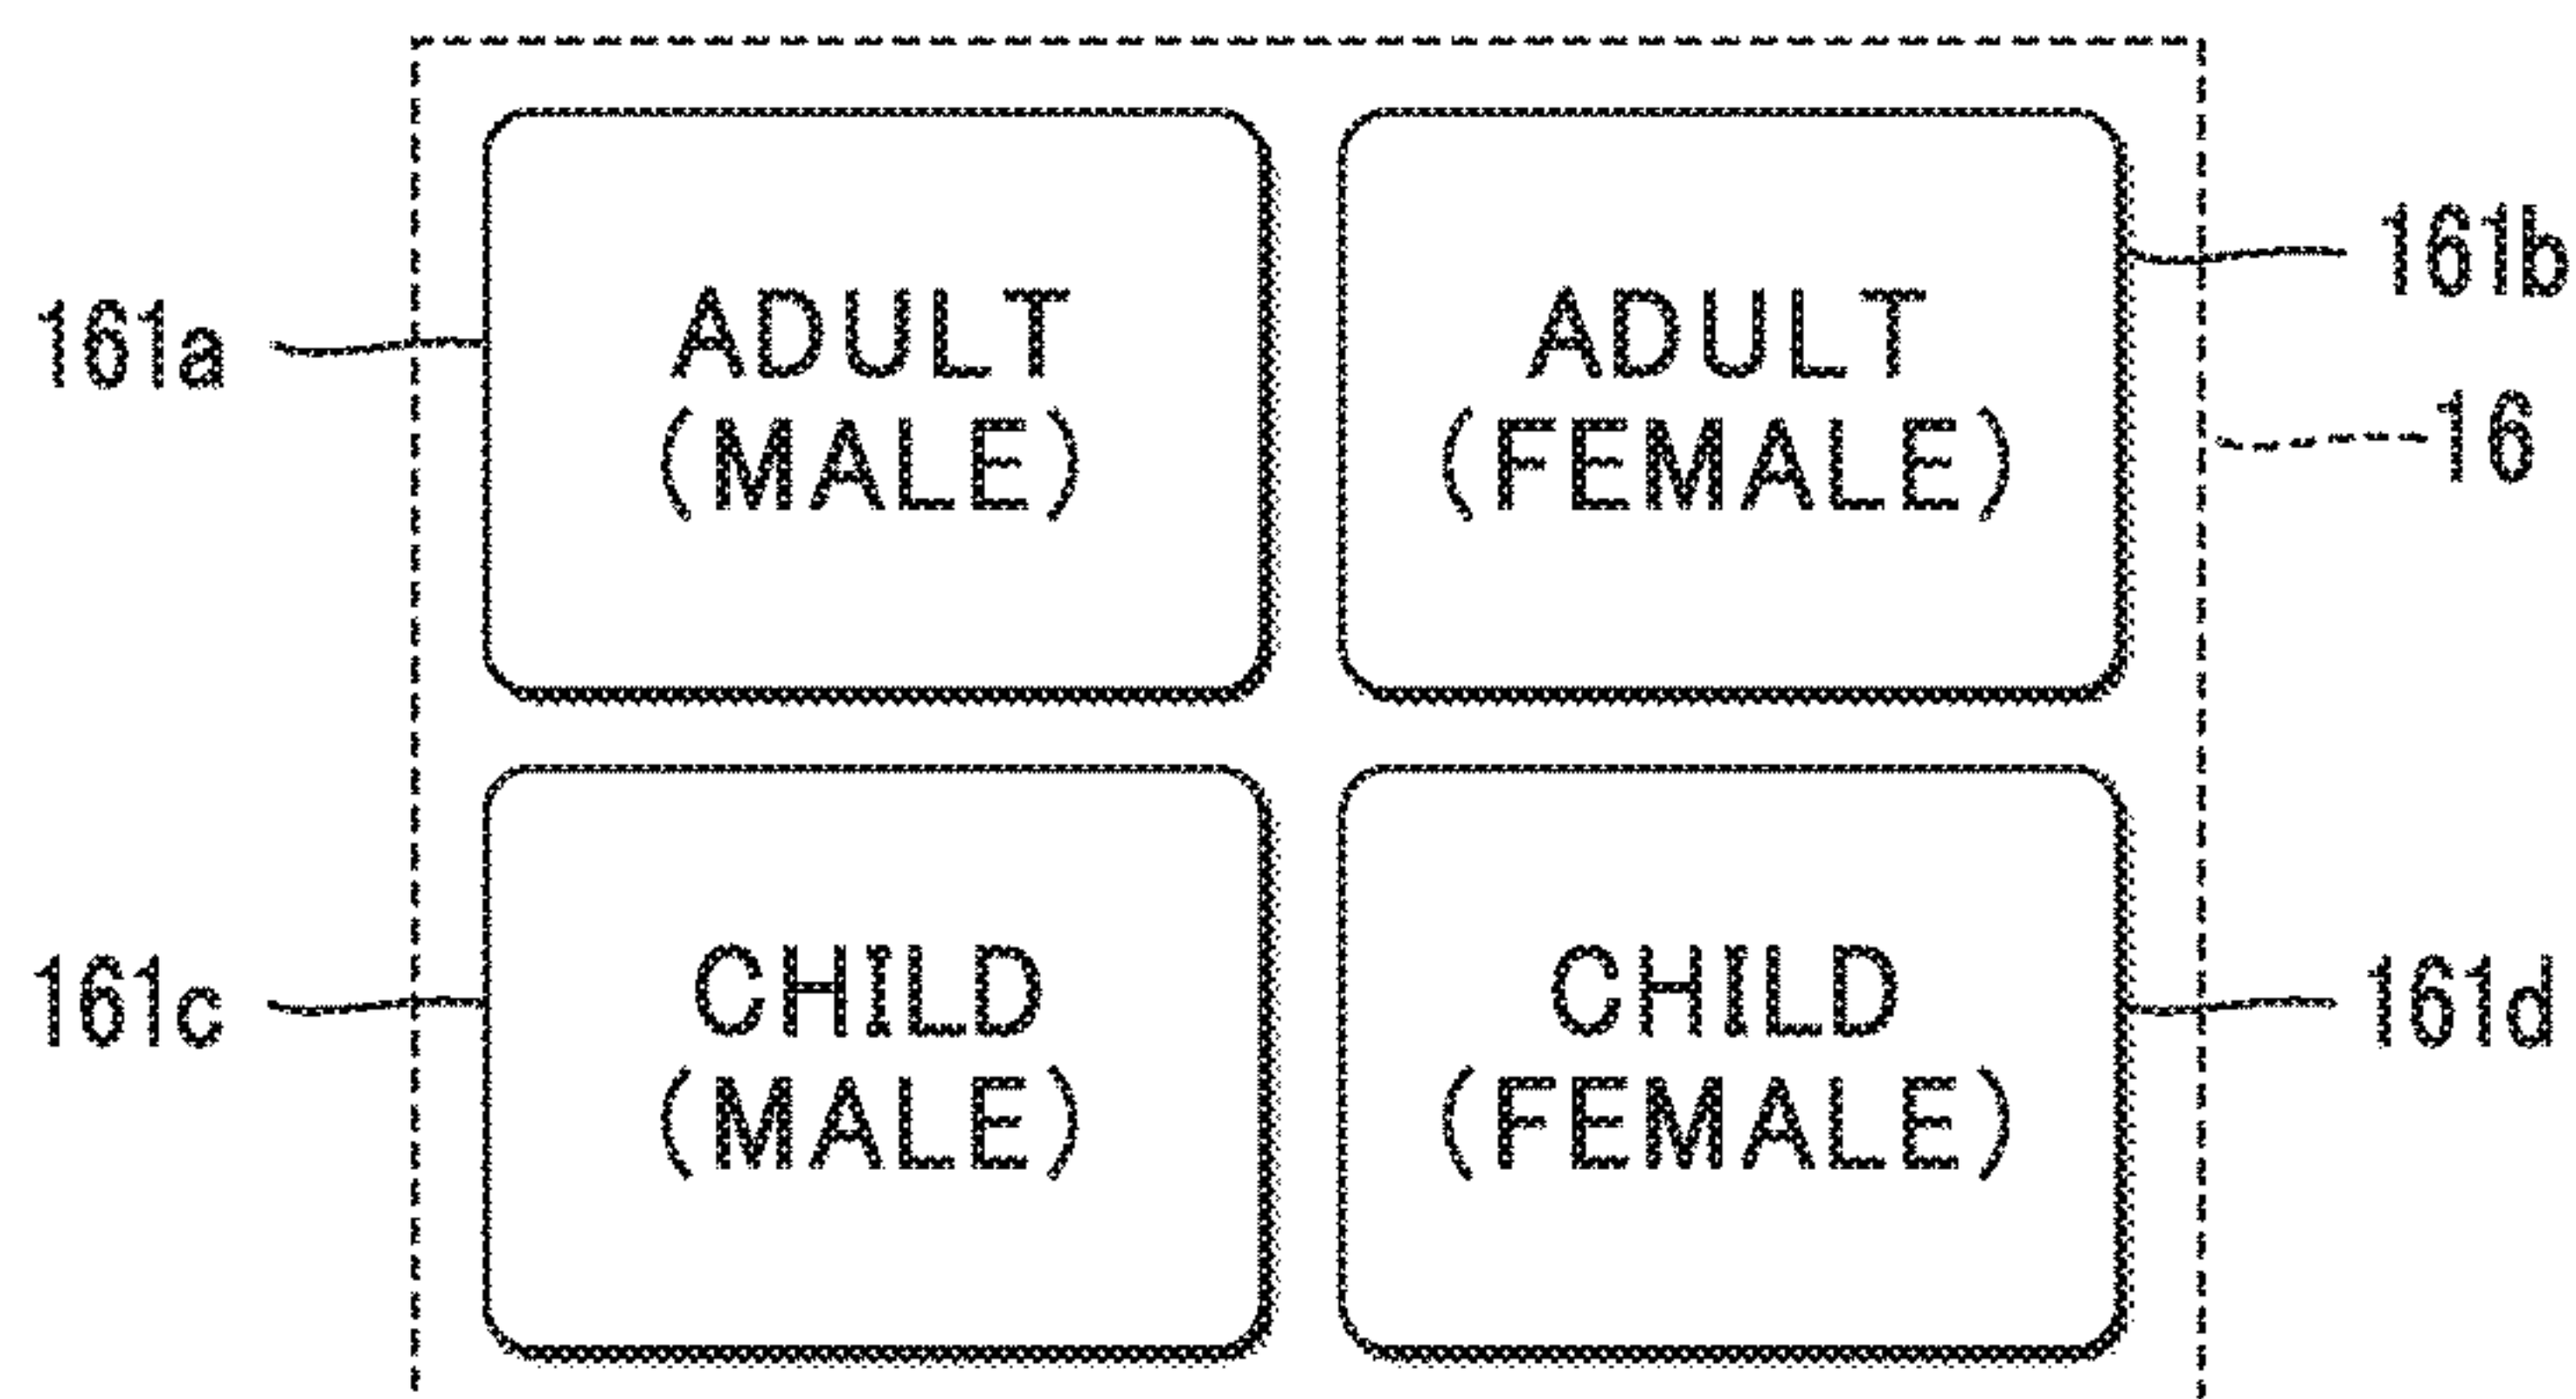 161a
ADULT
(MALE)
ADULT
(FEMALE)
161b
16
161c
CHILD
(MALE)
CHILD
(FEMALE)
161d